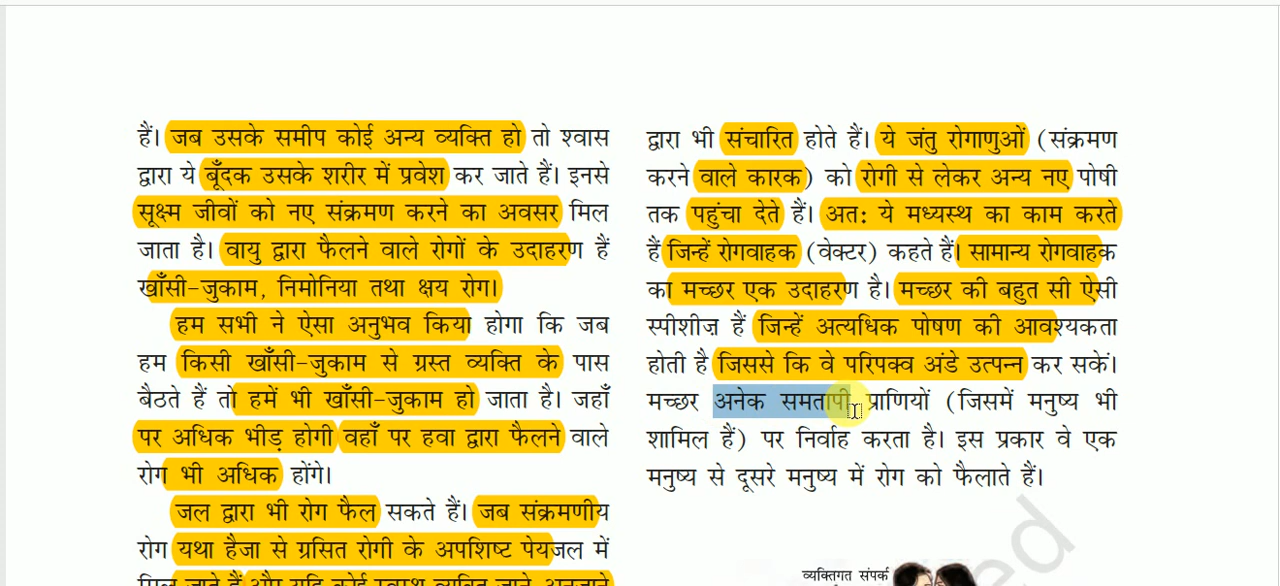 हैं। जब उसके समीप कोई अन्य व्यक्ति हो तो श्वास
द्वारा ये बूँदक उसके शरीर में प्रवेश कर जाते हैं। इनसे
सूक्ष्म जीवों को नए संक्रमण करने का अवसर मिल
जाता है। वायु द्वारा फैलने वाले रोगों के उदाहरण हैं
खाँसी-जुकाम, निमोनिया तथा क्षय रोग।
हम सभी ने ऐसा अनुभव किया होगा कि जब
हम किसी खाँसी-जुकाम से ग्रस्त व्यक्ति के पास
बैठते हैं तो हमें भी खाँसी-जुकाम हो जाता है। जहाँ
पर अधिक भीड़ होगी वहाँ पर हवा द्वारा फैलने वाले
रोग भी अधिक होंगे।
जल द्वारा भी रोग फैल सकते हैं। जब संक्रमणीय
रोग यथा हैजा से ग्रसित रोगी के अपशिष्ट पेयजल में
मिल जाते हैं और यदि कोई स्वस्थ व्यक्ति जाने-अनजाने
द्वारा भी संचारित होते हैं। ये जंतु रोगाणुओं (संक्रमण
करने वाले कारक) को रोगी से लेकर अन्य नए पोषी
तक पहुंचा देते हैं। अत: ये मध्यस्थ का काम करते
हैं जिन्हें रोगवाहक (वेक्टर) कहते हैं। सामान्य रोगवाहक
का मच्छर एक उदाहरण है। मच्छर की बहुत सी ऐसी
स्पीशीज़ हैं जिन्हें अत्यधिक पोषण की आवश्यकता
होती है जिससे कि वे परिपक्व अंडे उत्पन्न कर सकें।
मच्छर अनेक समतापी प्राणियों (जिसमें मनुष्य भी
शामिल हैं) पर निर्वाह करता है। इस प्रकार वे एक
मनुष्य से दूसरे मनुष्य में रोग को फैलाते हैं।
व्यक्तिगत संपर्क